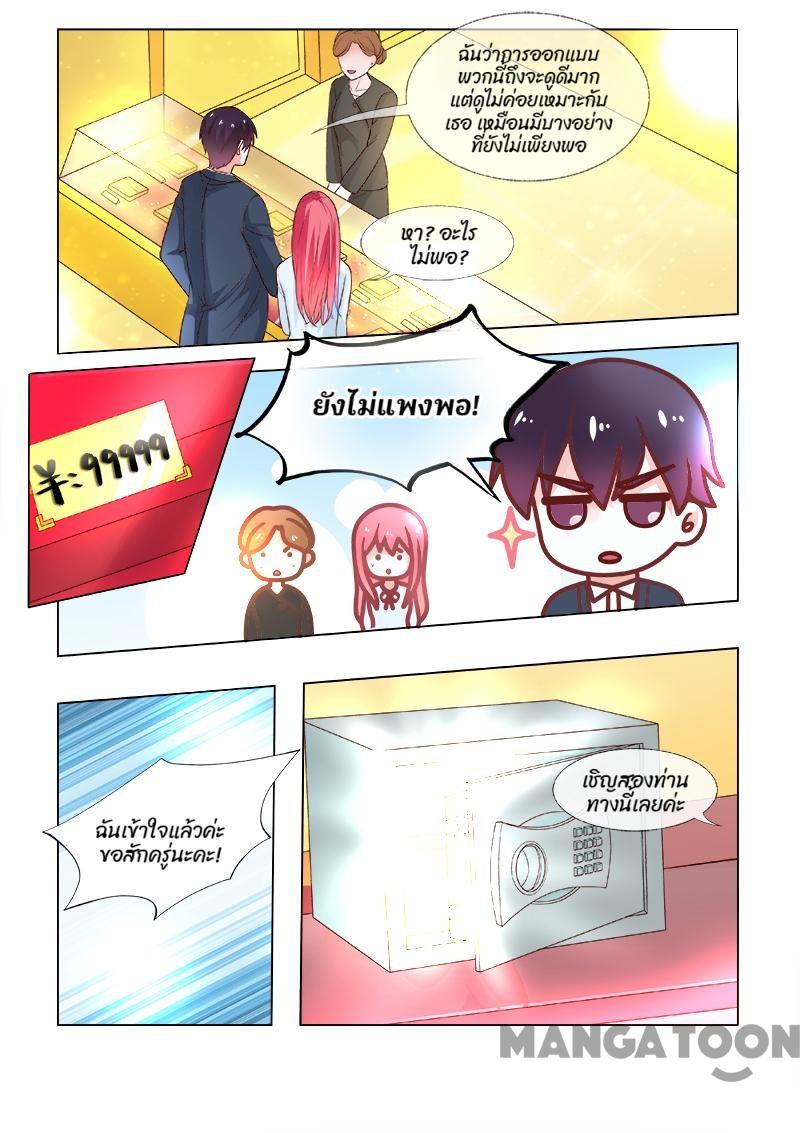 ฉันว่าการออกแบบ
พวกนี้ถึงจะดูดีมาก
แต่ดูไม่ค่อยเหมาะกับ
เธอ เหมือนมีบางอย่าง
ที่ยังไม่เพียงพอ
หา? อะไร
ไม่พอ?
ยังไม่แพงพอ!
¥:99999
ฉันเข้าใจแล้วค่ะ
ขอสักครู่นะคะ!
เชิญสองท่าน
ทางนี้เลยค่ะ
MANGATOON